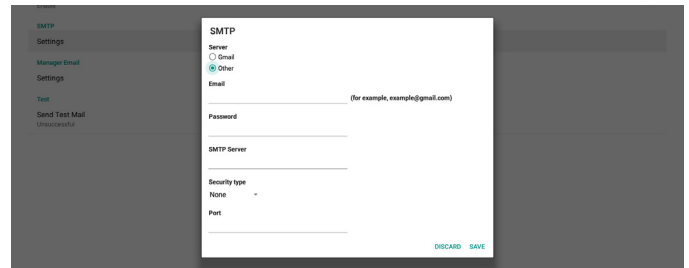 Enable
SMTP
Settings
Manager Email
Settings
Test
Send Test Mail
Unsuccessful
SMTP
Server
Gmail
Other
Email
(for example, example@gmail.com)
Password
SMTP Server
Security type
None
Port
DISCARD SAVE